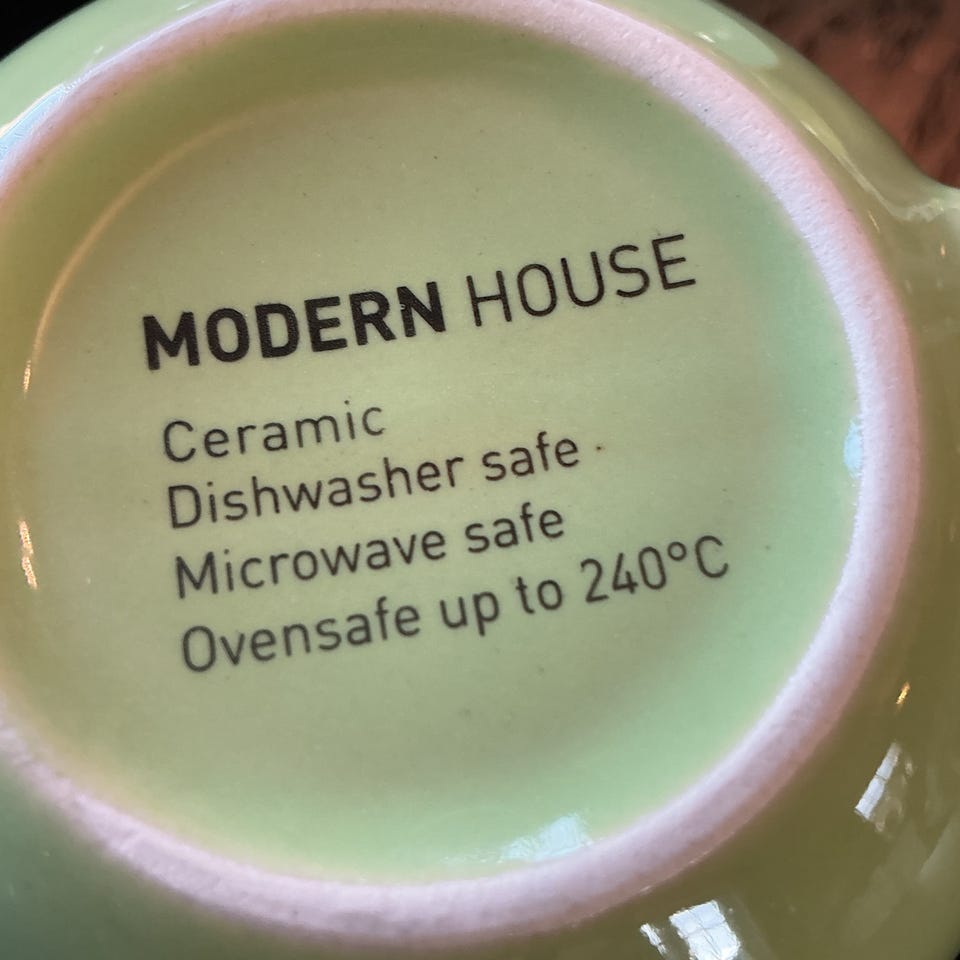 MODERN HOUSE
Ceramic
Dishwasher safe
Microwave safe
Ovensafe up to 240°C